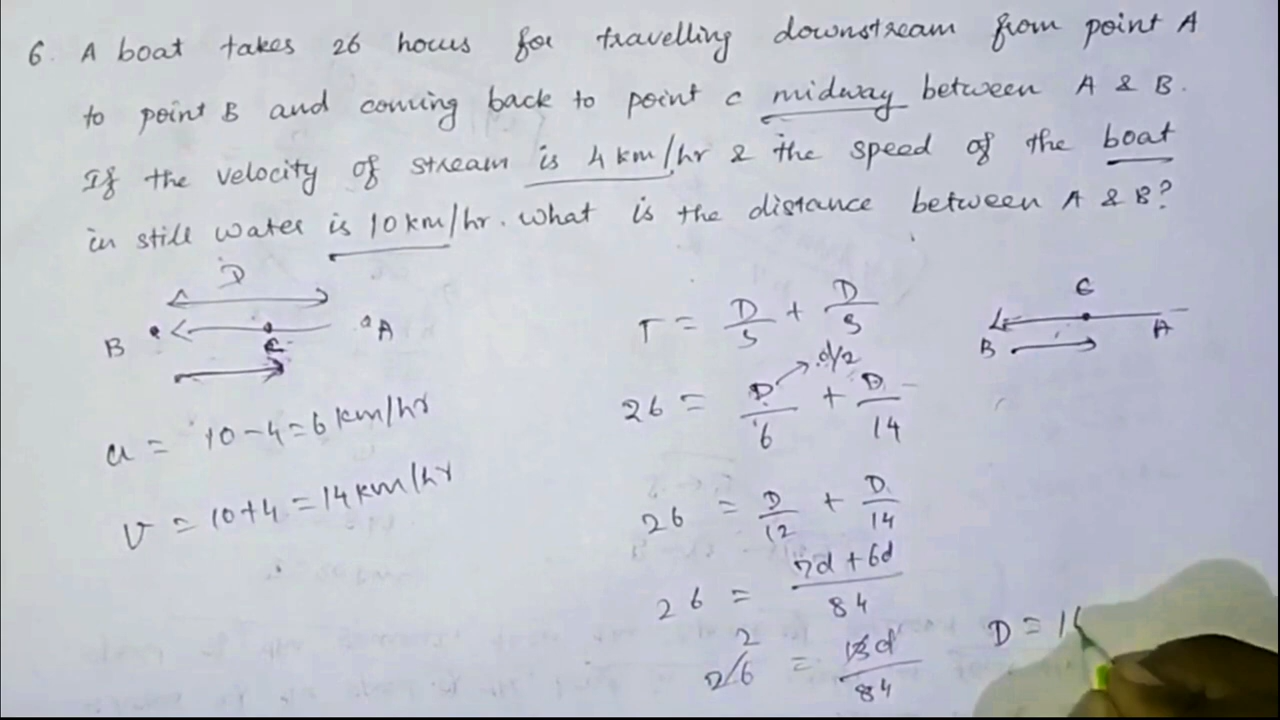 6. A boat takes 26 hours for travelling downstream from point A
to point B and coming back to point C midway between A & B.
If the velocity of stream is 4 km/hr & the speed of the boat
in still water is 10 km/hr. what is the distance between A & B?
D
B C A
u = 10-4=6 km/hr
v = 10+4 = 14 km/hr
T = D/S + D/S
d/2
26 = D/6 + D/14
26 = D/12 + D/14
26 = 7d + 6d / 84
2
26 = 13d / 84
C
B A
D = 16